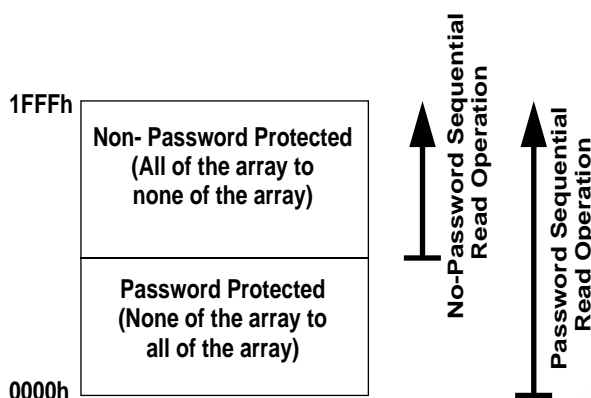 1FFFh
Non- Password Protected
(All of the array to
none of the array)
Password Protected
(None of the array to
all of the array)
0000h
No-Password Sequential
Read Operation
Password Sequential
Read Operation